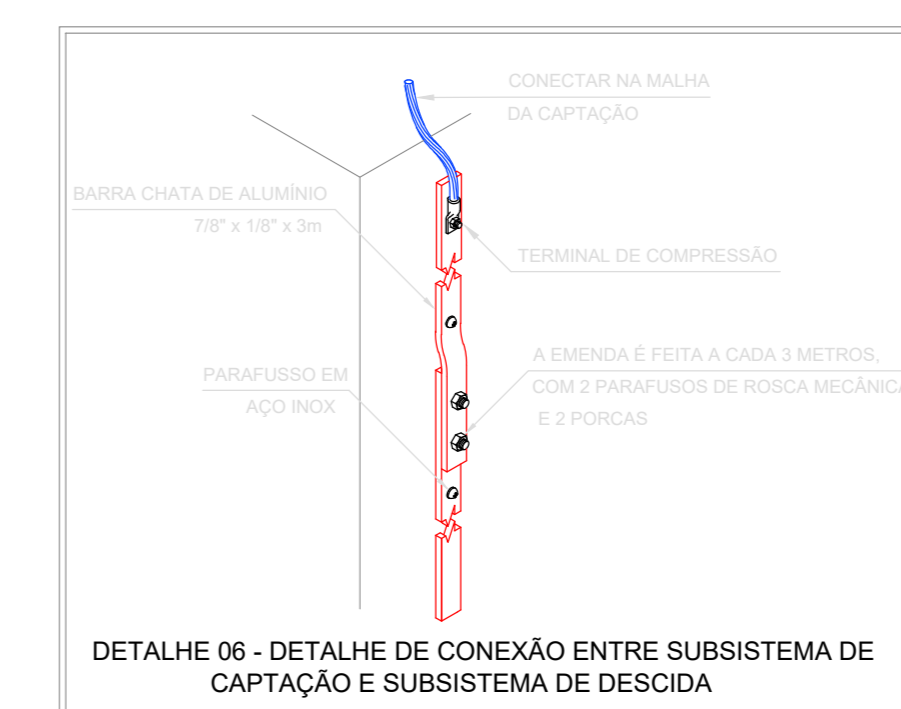 CONECTAR NA MALHA
DA CAPTAÇÃO
BARRA CHATA DE ALUMÍNIO
7/8" x 1/8" x 3m
TERMINAL DE COMPRESSÃO
A EMENDA É FEITA A CADA 3 METROS,
COM 2 PARAFUSOS DE ROSCA MECÂNICA
E 2 PORCAS
PARAFUSSO EM
AÇO INOX
DETALHE 06 - DETALHE DE CONEXÃO ENTRE SUBSISTEMA DE
CAPTAÇÃO E SUBSISTEMA DE DESCIDA